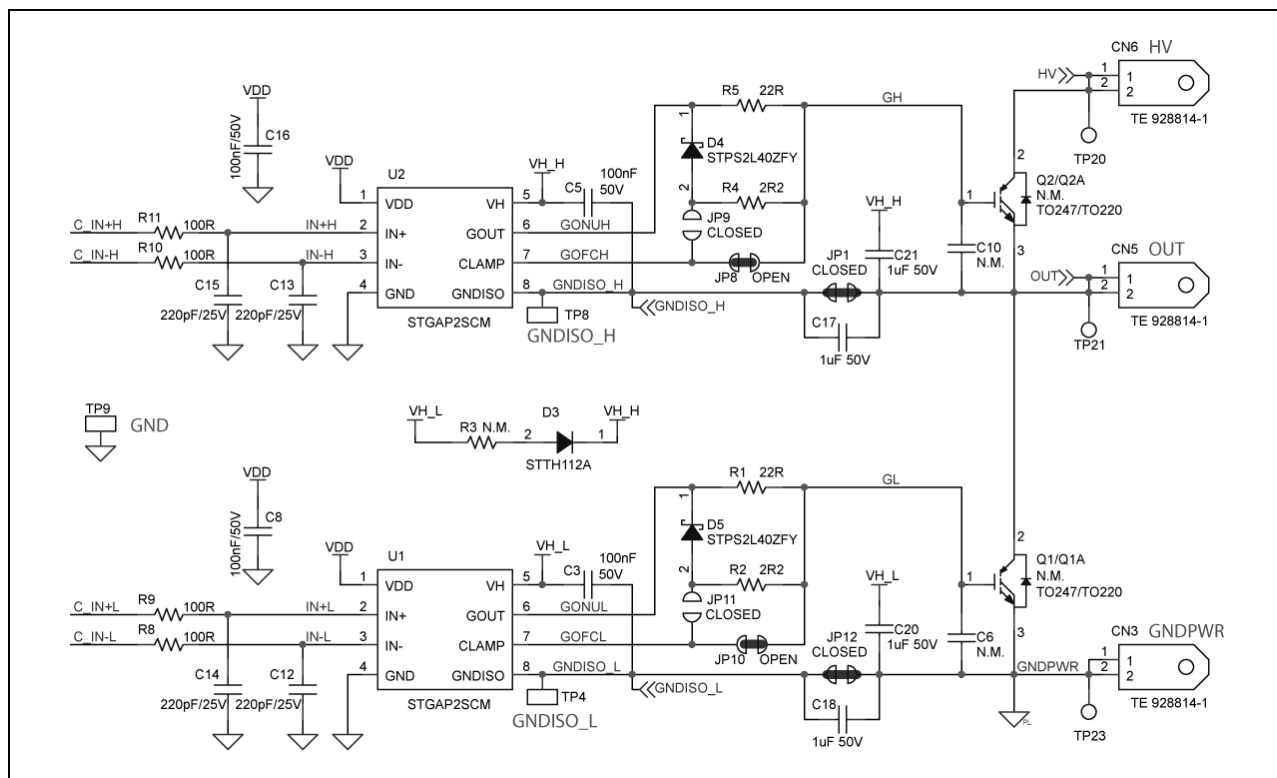 CN6 HV
HV
1
2
1
2
TE 928814-1
TP20
R5 22R
GH
VDD
C16
100nF/50V
1
D4
STPS2L40ZFY
2
R4 2R2
JP9
CLOSED
JP8 OPEN
VDD
U2
VH_H
C5
100nF
50V
1
VDD
VH
5
C_IN+H
R11
100R
IN+H
2
IN+
GOUT
6
GONUH
C_IN-H
R10
100R
IN-H
3
IN-
CLAMP
7
GOFCH
4
GND
GNDISO
8
GNDISO_H
STGAP2SCM
TP8
GNDISO_H
GNDISO_H
C15
220pF/25V
C13
220pF/25V
VH_H
C21
1uF 50V
JP1
CLOSED
C17
1uF 50V
C10
N.M.
2
1
3
Q2/Q2A
N.M.
TO247/TO220
CN5 OUT
OUT
1
2
1
2
TE 928814-1
TP21
TP9
GND
VH_L
R3 N.M.
2
D3
1
VH_H
STTH112A
R1 22R
GL
VDD
C8
100nF/50V
1
D5
STPS2L40ZFY
2
R2 2R2
JP11
CLOSED
JP10 OPEN
VDD
U1
VH_L
C3
100nF
50V
1
VDD
VH
5
C_IN+L
R9
100R
IN+L
2
IN+
GOUT
6
GONUL
C_IN-L
R8
100R
IN-L
3
IN-
CLAMP
7
GOFCL
4
GND
GNDISO
8
GNDISO_L
STGAP2SCM
TP4
GNDISO_L
GNDISO_L
C14
220pF/25V
C12
220pF/25V
VH_L
C20
1uF 50V
JP12
CLOSED
C18
1uF 50V
C6
N.M.
2
1
3
Q1/Q1A
N.M.
TO247/TO220
CN3 GNDPWR
GNDPWR
1
2
1
2
TE 928814-1
PL
TP23